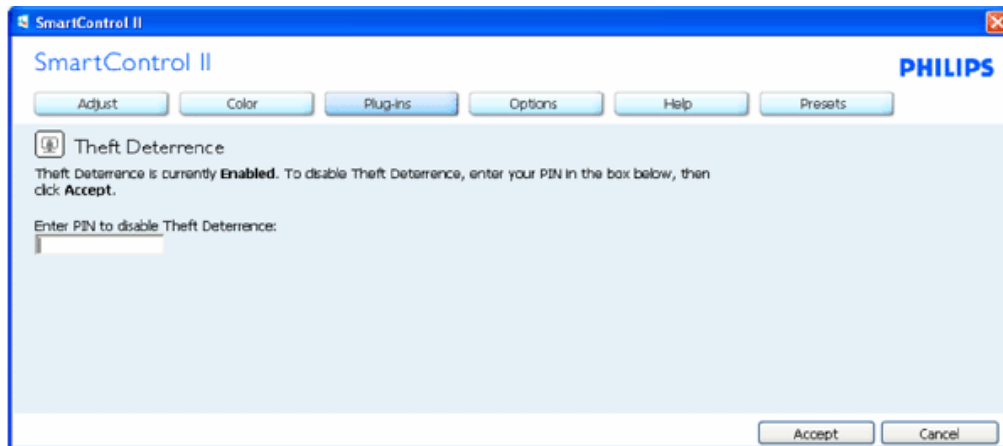 SmartControl II
SmartControl II
PHILIPS
Adjust Color Plug-ins Options Help Presets
Theft Deterrence
Theft Deterrence is currently Enabled. To disable Theft Deterrence, enter your PIN in the box below, then
click Accept.
Enter PIN to disable Theft Deterrence:
Accept Cancel